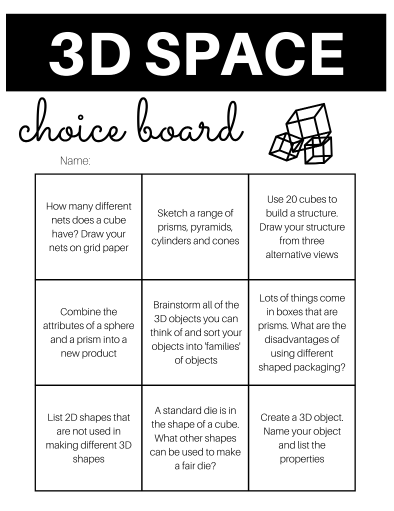 3D SPACE
choice board
Name:
How many different
nets does a cube
have? Draw your
nets on grid paper
Sketch a range of
prisms, pyramids,
cylinders and cones
Use 20 cubes to
build a structure.
Draw your structure
from three
alternative views
Combine the
attributes of a sphere
and a prism into a
new product
Brainstorm all of the
3D objects you can
think of and sort your
objects into 'families'
of objects
Lots of things come
in boxes that are
prisms. What are the
disadvantages of
using different
shaped packaging?
List 2D shapes that
are not used in
making different 3D
shapes
A standard die is in
the shape of a cube.
What other shapes
can be used to make
a fair die?
Create a 3D object.
Name your object
and list the
properties